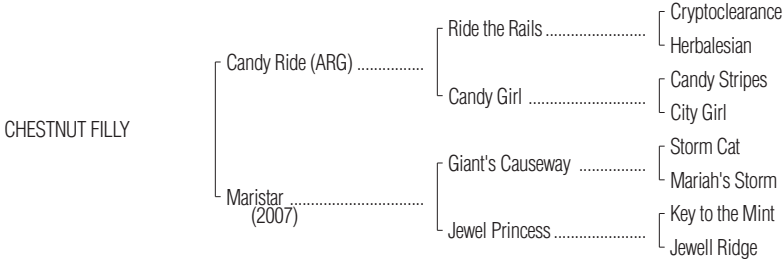 Cryptoclearance
Ride the Rails ........................
Herbalesian
Candy Ride (ARG) ................
Candy Stripes
Candy Girl ............................
City Girl
CHESTNUT FILLY
Storm Cat
Giant's Causeway ................
Mariah's Storm
Maristar ................................
(2007)
Key to the Mint
Jewel Princess ......................
Jewell Ridge